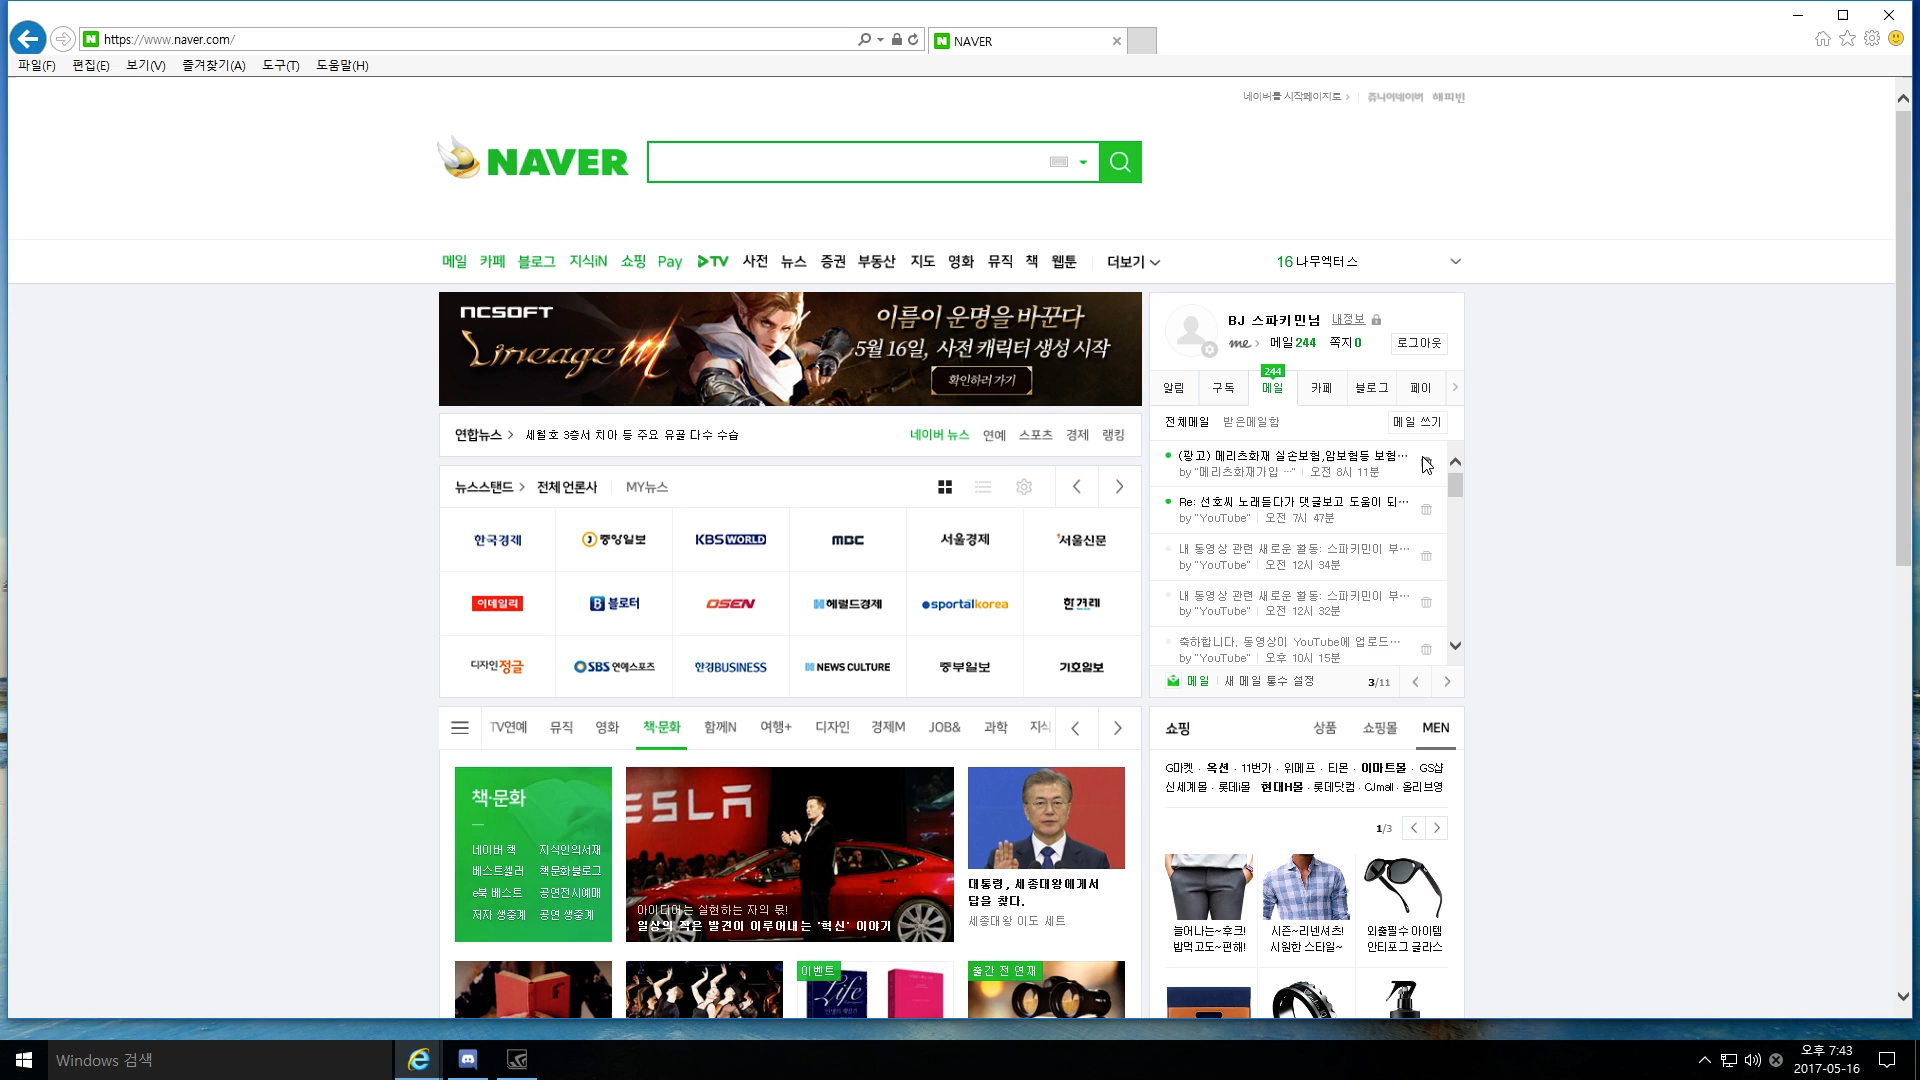 https://www.naver.com/
NAVER
파일(F) 편집(E) 보기(V) 즐겨찾기(A) 도구(T) 도움말(H)
네이버를 시작페이지로 쥬니어네이버 해피빈
NAVER
메일 카페 블로그 지식iN 쇼핑 Pay TV 사전 뉴스 증권 부동산 지도 영화 뮤직 책 웹툰 더보기
16 나무엑터스
NCSOFT
Lineage M
이름이 운명을 바꾼다
5월 16일, 사전 캐릭터 생성 시작
확인하러 가기
BJ 스파키민님 내정보
me 메일244 쪽지0 로그아웃
244
알림 구독 메일 카페 블로그 페이
전체메일 받은메일함 메일 쓰기
(광고) 메리츠화재 실손보험,암보험등 보험…
by "메리츠화재가입 …" 오전 8시 11분
Re: 선호씨 노래듣다가 댓글보고 도움이 되…
by "YouTube" 오전 7시 47분
내 동영상 관련 새로운 활동: 스파키민이 부…
by "YouTube" 오전 12시 34분
내 동영상 관련 새로운 활동: 스파키민이 부…
by "YouTube" 오전 12시 32분
축하합니다. 동영상이 YouTube에 업로드…
by "YouTube" 오후 10시 15분
메일 새 메일 통수 설정 3/11
연합뉴스 세월호 3층서 치아 등 주요 유골 다수 수습
네이버 뉴스 연예 스포츠 경제 랭킹
뉴스스탠드 전체 언론사 MY뉴스
한국경제 중앙일보 KBS WORLD MBC 서울경제 서울신문
이데일리 블로터 OSEN 헤럴드경제 sportalkorea 한겨레
디자인정글 SBS연예스포츠 한경BUSINESS NEWS CULTURE 중부일보 기호일보
TV연예 뮤직 영화 책·문화 함께N 여행+ 디자인 경제M JOB& 과학 지식
책·문화
네이버 책 지식인의서재
베스트셀러 책문화블로그
e북 베스트 공연전시예매
저자 생중계 공연 생중계
ESLA
아이디어는 실현하는 자의 몫!
일상의 작은 발견이 이루어내는 '혁신' 이야기
대통령, 세종대왕에게서
답을 찾다.
세종대왕 이도 세트
이벤트
Life
출간 전 연재
쇼핑 상품 쇼핑몰 MEN
G마켓 · 옥션 · 11번가 · 위메프 · 티몬 · 이마트몰 · GS샵
신세계몰 · 롯데i몰 현대H몰 · 롯데닷컴 · CJmall · 올리브영
1/3
늘어나는~후크!
밥먹고도~편해!
시즌~리넨셔츠!
시원한 스타일~
외출필수 아이템
안티포그 글라스
Windows 검색
오후 7:43
2017-05-16